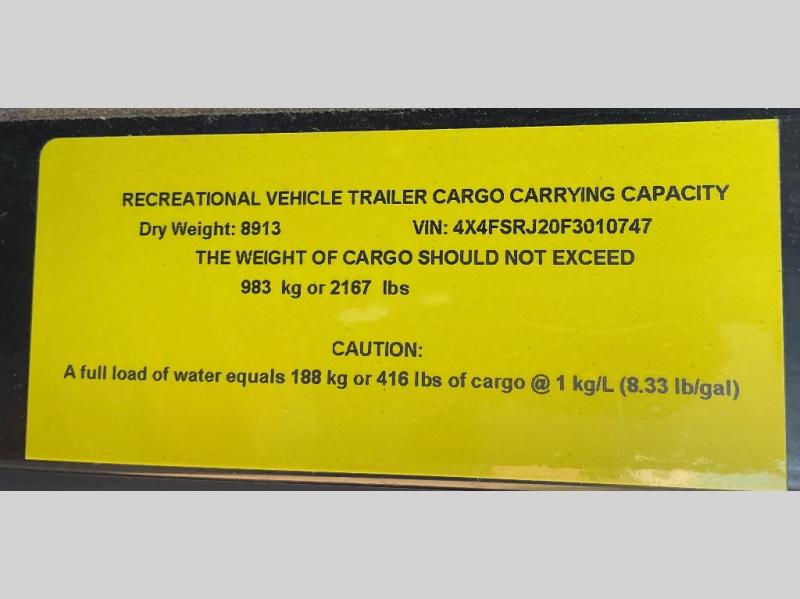 RECREATIONAL VEHICLE TRAILER CARGO CARRYING CAPACITY
Dry Weight: 8913 VIN: 4X4FSRJ20F3010747
THE WEIGHT OF CARGO SHOULD NOT EXCEED
983 kg or 2167 lbs
CAUTION:
A full load of water equals 188 kg or 416 lbs of cargo @ 1 kg/L (8.33 lb/gal)